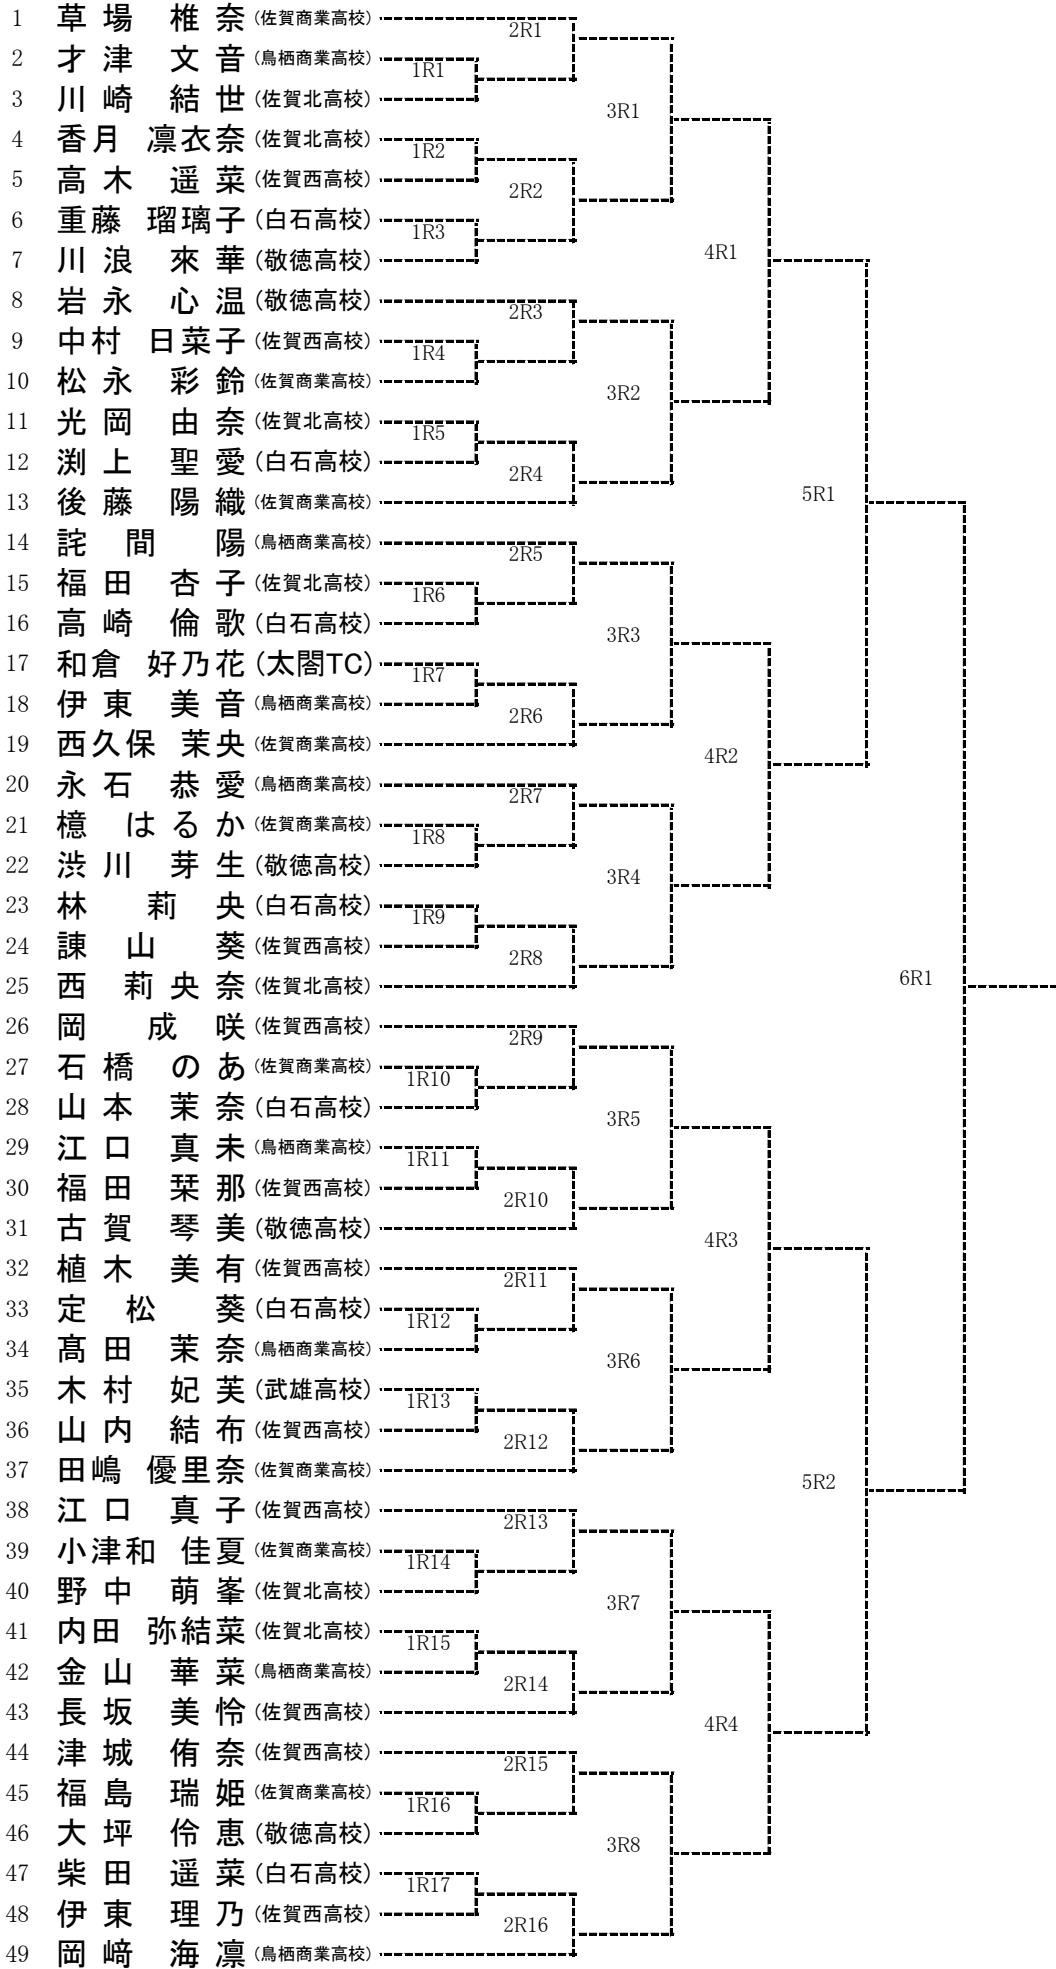 1 草場 椎奈 (佐賀商業高校)
2R1
2 才津 文音 (鳥栖商業高校)
1R1
3 川崎 結世 (佐賀北高校)
3R1
4 香月 凛衣奈 (佐賀北高校)
1R2
5 高木 遥菜 (佐賀西高校)
2R2
6 重藤 瑠璃子 (白石高校)
1R3
4R1
7 川浪 來華 (敬徳高校)
8 岩永 心温 (敬徳高校)
2R3
9 中村 日菜子 (佐賀西高校)
1R4
10 松永 彩鈴 (佐賀商業高校)
3R2
11 光岡 由奈 (佐賀北高校)
1R5
12 渕上 聖愛 (白石高校)
2R4
5R1
13 後藤 陽織 (佐賀商業高校)
14 詫間 陽 (鳥栖商業高校)
2R5
15 福田 杏子 (佐賀北高校)
1R6
16 高崎 倫歌 (白石高校)
3R3
17 和倉 好乃花 (太閤TC)
1R7
18 伊東 美音 (鳥栖商業高校)
2R6
19 西久保 茉央 (佐賀商業高校)
4R2
20 永石 恭愛 (鳥栖商業高校)
2R7
21 檍 はるか (佐賀商業高校)
1R8
22 渋川 芽生 (敬徳高校)
3R4
23 林 莉央 (白石高校)
1R9
24 諫山 葵 (佐賀西高校)
2R8
6R1
25 西 莉央奈 (佐賀北高校)
26 岡 成咲 (佐賀西高校)
2R9
27 石橋 のあ (佐賀商業高校)
1R10
28 山本 茉奈 (白石高校)
3R5
29 江口 真未 (鳥栖商業高校)
1R11
30 福田 栞那 (佐賀西高校)
2R10
31 古賀 琴美 (敬徳高校)
4R3
32 植木 美有 (佐賀西高校)
2R11
33 定松 葵 (白石高校)
1R12
34 髙田 茉奈 (鳥栖商業高校)
3R6
35 木村 妃芙 (武雄高校)
1R13
36 山内 結布 (佐賀西高校)
2R12
37 田嶋 優里奈 (佐賀商業高校)
5R2
38 江口 真子 (佐賀西高校)
2R13
39 小津和 佳夏 (佐賀商業高校)
1R14
40 野中 萌峯 (佐賀北高校)
3R7
41 内田 弥結菜 (佐賀北高校)
1R15
42 金山 華菜 (鳥栖商業高校)
2R14
43 長坂 美怜 (佐賀西高校)
4R4
44 津城 侑奈 (佐賀西高校)
2R15
45 福島 瑞姫 (佐賀商業高校)
1R16
46 大坪 伶恵 (敬徳高校)
3R8
47 柴田 遥菜 (白石高校)
1R17
48 伊東 理乃 (佐賀西高校)
2R16
49 岡﨑 海凛 (鳥栖商業高校)